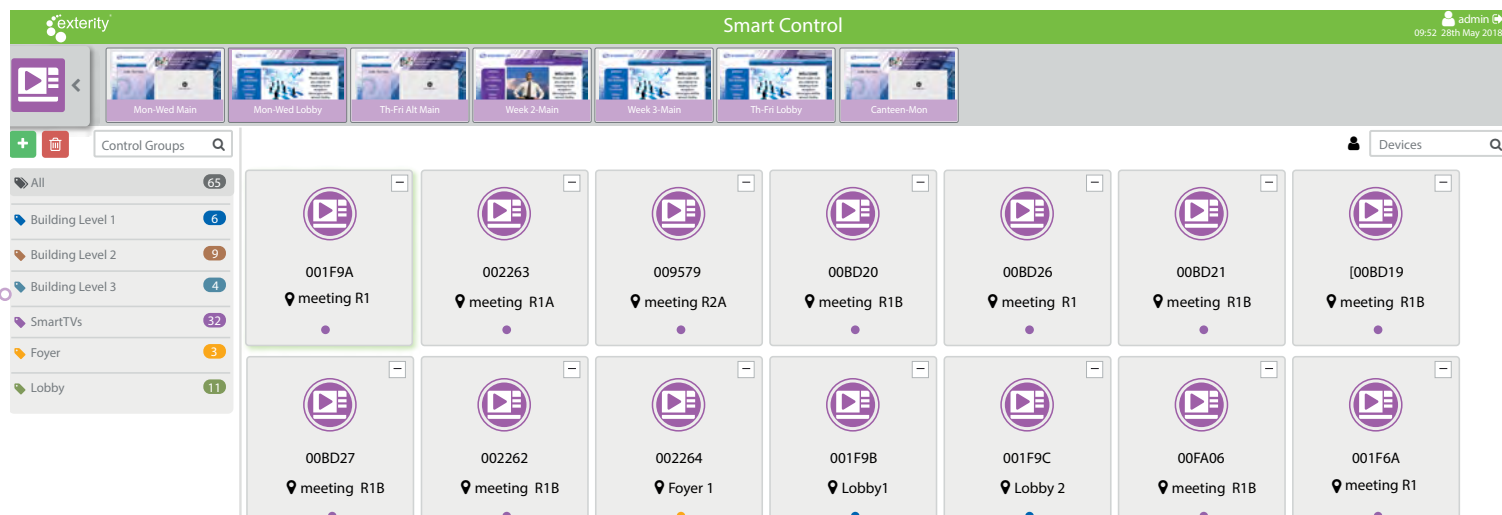 exterity
Smart Control
admin
09:52 28th May 2018
Mon-Wed Main
Mon-Wed Lobby
Th-Fri Alt Main
Week 2-Main
Week 3-Main
Th-Fri Lobby
Canteen-Mon
Control Groups
Devices
All 65
Building Level 1 6
Building Level 2 9
Building Level 3 4
SmartTVs 32
Foyer 3
Lobby 11
001F9A
meeting R1
002263
meeting R1A
009579
meeting R2A
00BD20
meeting R1B
00BD26
meeting R1
00BD21
meeting R1B
[00BD19
meeting R1B
00BD27
meeting R1B
002262
meeting R1B
002264
Foyer 1
001F9B
Lobby1
001F9C
Lobby 2
00FA06
meeting R1B
001F6A
meeting R1